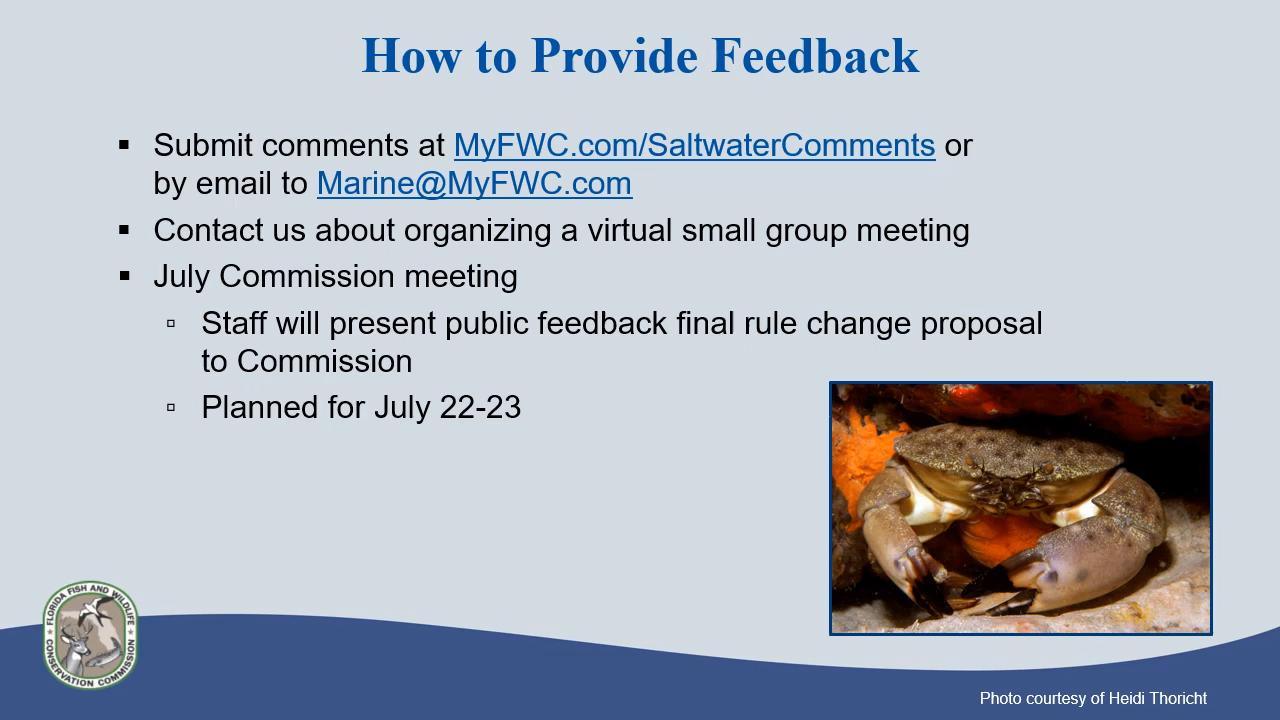 How to Provide Feedback
▪ Submit comments at MyFWC.com/SaltwaterComments or
by email to Marine@MyFWC.com
▪ Contact us about organizing a virtual small group meeting
▪ July Commission meeting
▫ Staff will present public feedback final rule change proposal
to Commission
▫ Planned for July 22-23
FLORIDA FISH AND WILDLIFE
CONSERVATION COMMISSION
Photo courtesy of Heidi Thoricht